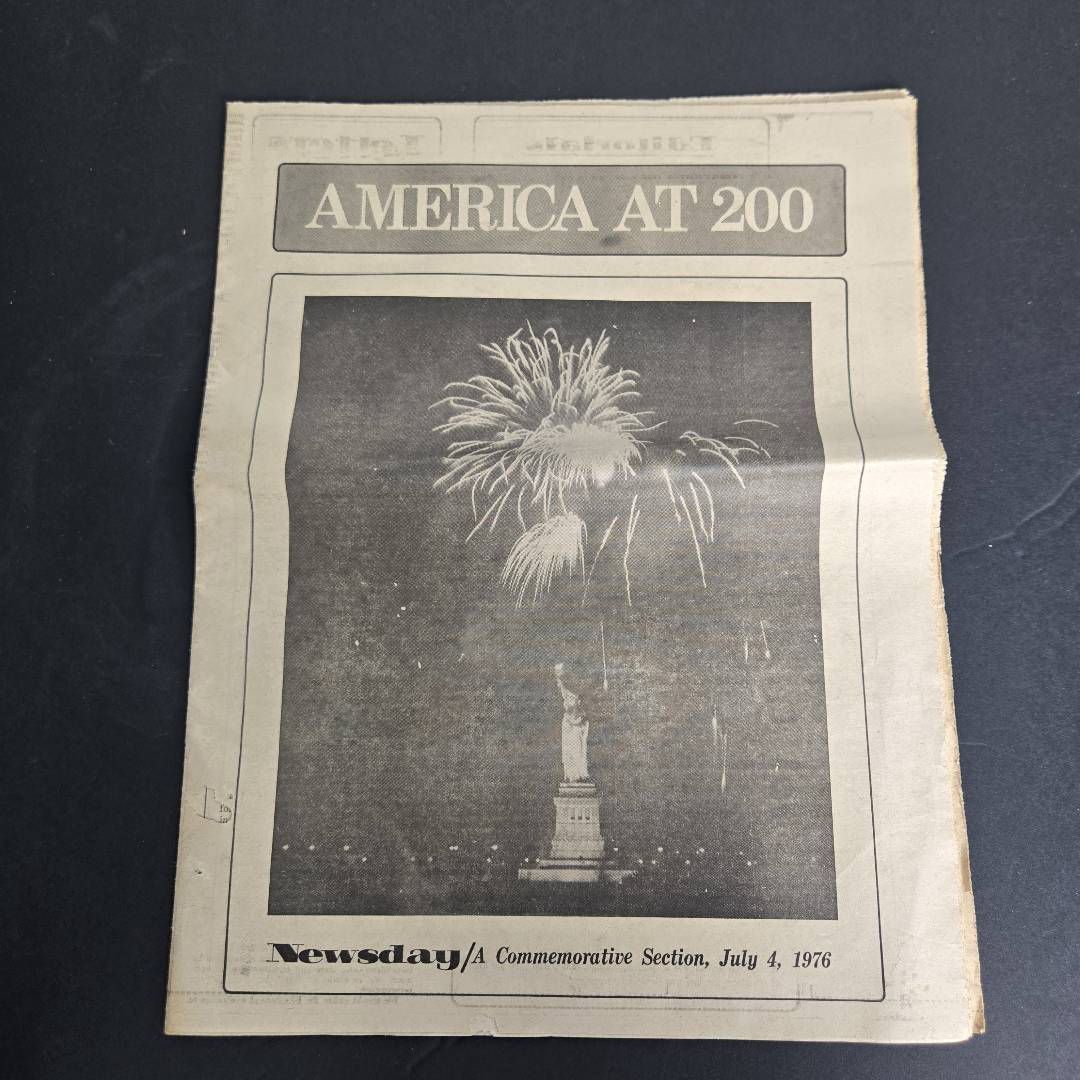 AMERICA AT 200
Newsday/A Commemorative Section, July 4, 1976